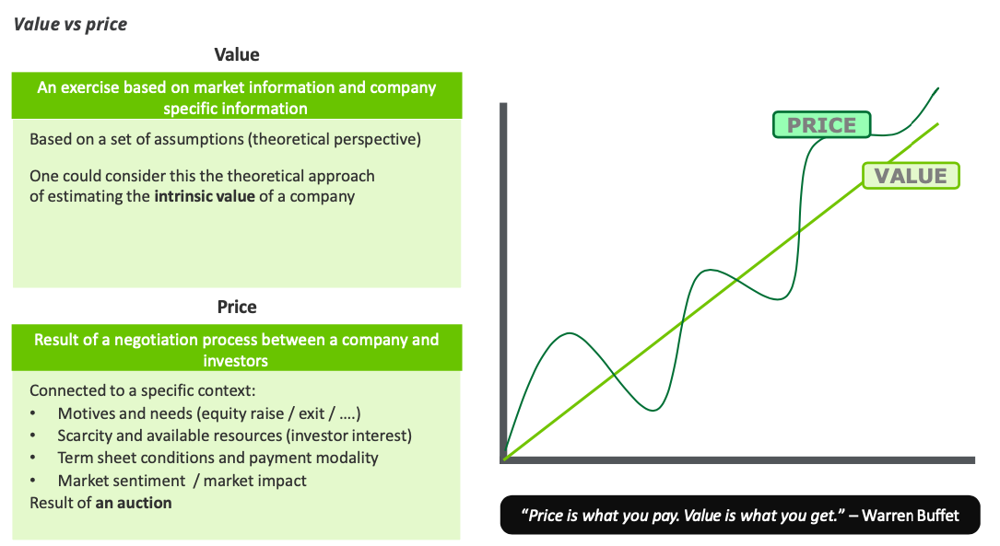 Value vs price
Value
An exercise based on market information and company
specific information
Based on a set of assumptions (theoretical perspective)
One could consider this the theoretical approach
of estimating the intrinsic value of a company
Price
Result of a negotiation process between a company and
investors
Connected to a specific context:
• Motives and needs (equity raise / exit / ....)
• Scarcity and available resources (investor interest)
• Term sheet conditions and payment modality
• Market sentiment / market impact
Result of an auction
PRICE
VALUE
“Price is what you pay. Value is what you get.” – Warren Buffet